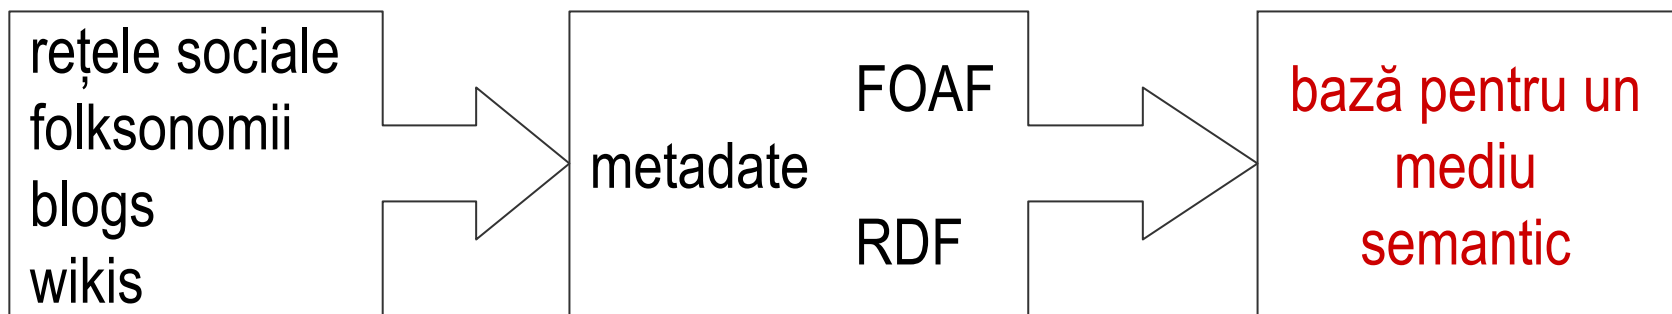 rețele sociale
folksonomii
blogs
wikis
metadate
FOAF
RDF
bază pentru un
mediu
semantic